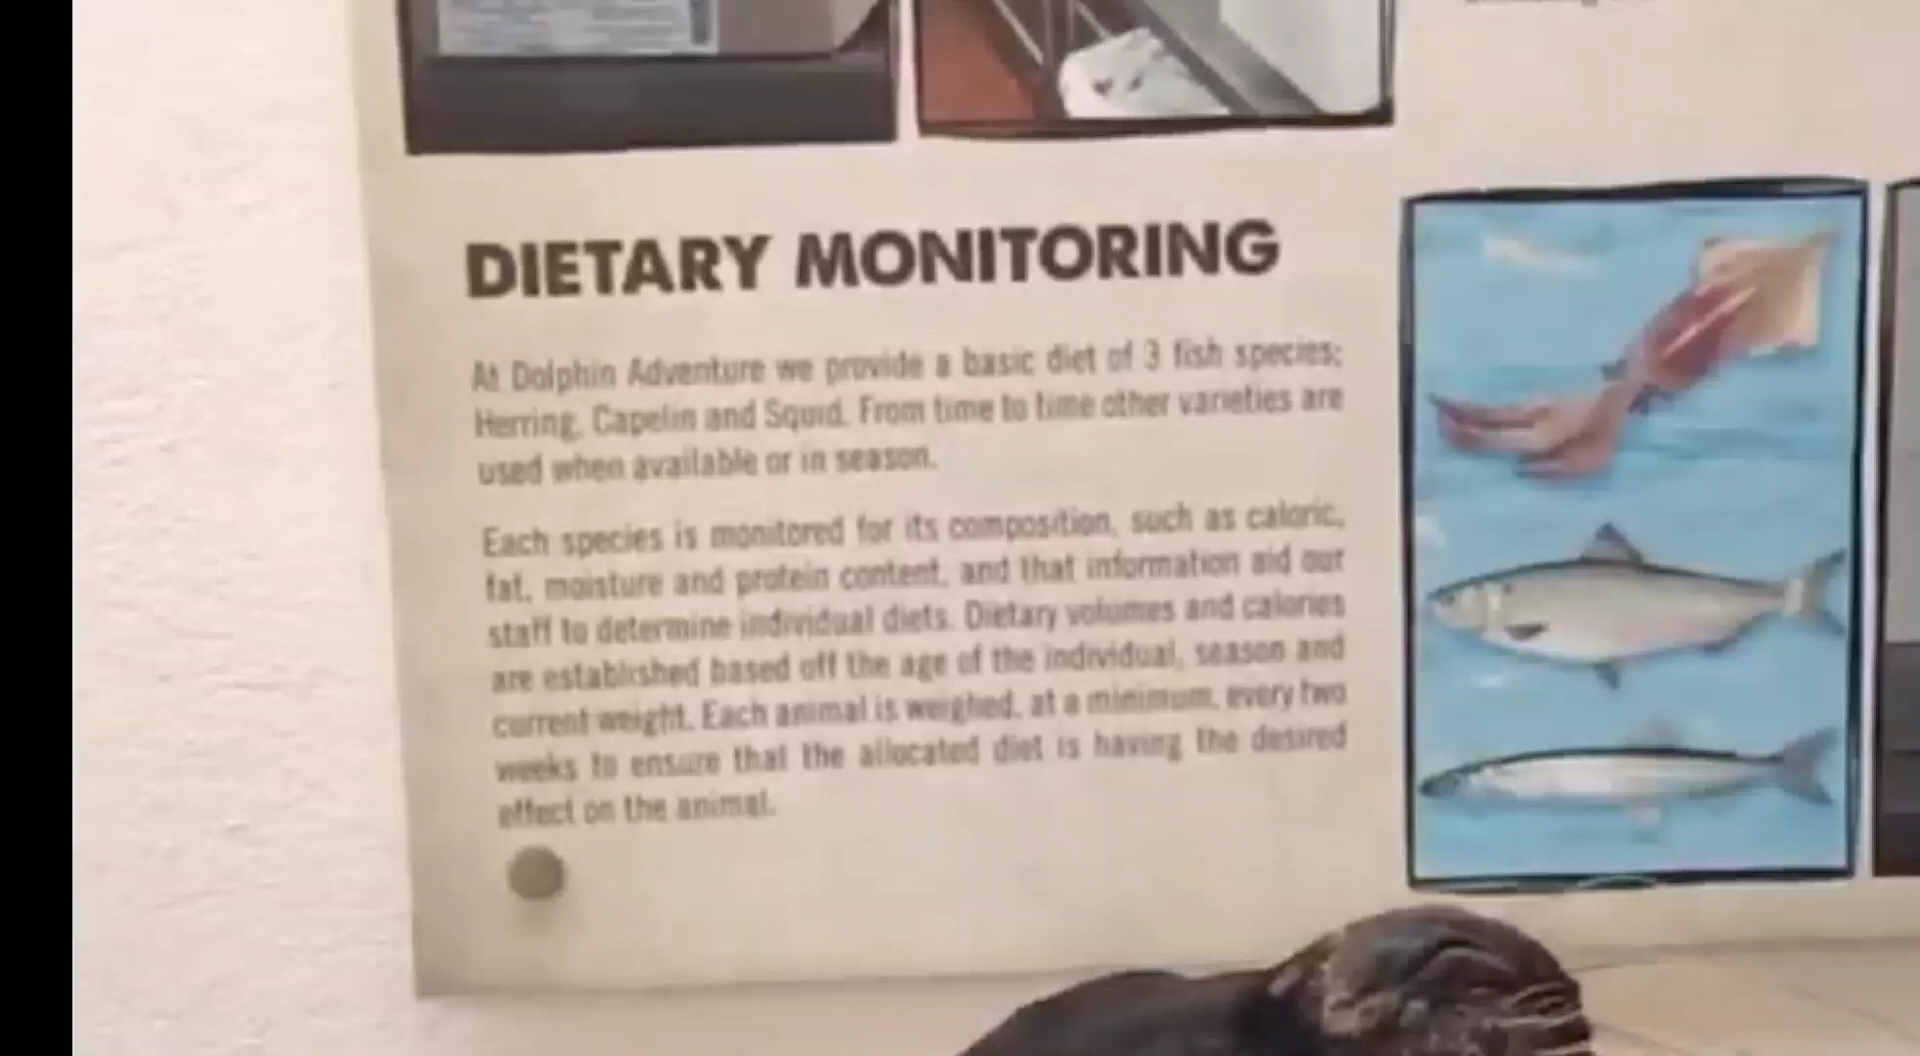 DIETARY MONITORING
At Dolphin Adventure we provide a basic diet of 3 fish species;
Herring, Capelin and Squid. From time to time other varieties are
used when available or in season.
Each species is monitored for its composition, such as caloric,
fat, moisture and protein content, and that information aid our
staff to determine individual diets. Dietary volumes and calories
are established based off the age of the individual, season and
current weight. Each animal is weighed, at a minimum, every two
weeks to ensure that the allocated diet is having the desired
effect on the animal.